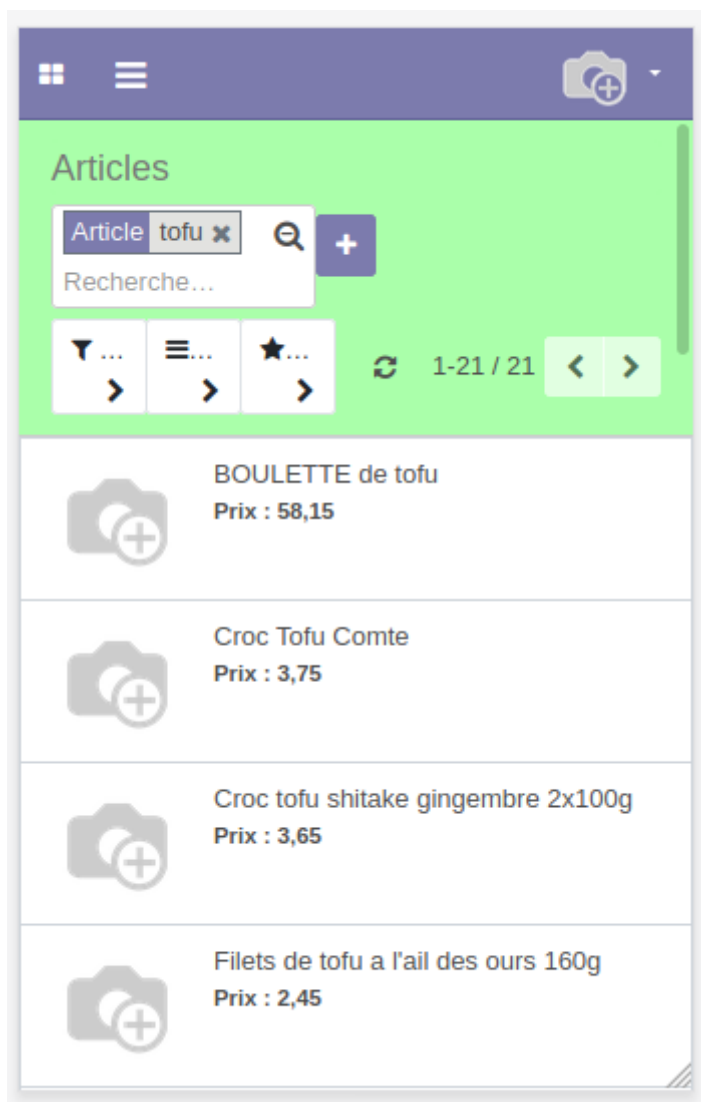 Articles
Article tofu
Recherche...
... ... ...
1-21 / 21
BOULETTE de tofu
Prix : 58,15
Croc Tofu Comte
Prix : 3,75
Croc tofu shitake gingembre 2x100g
Prix : 3,65
Filets de tofu a l'ail des ours 160g
Prix : 2,45